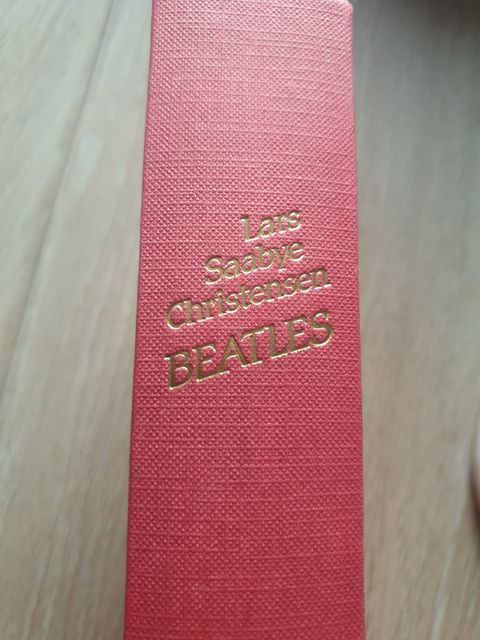 Lars
Saabye
Christensen
BEATLES